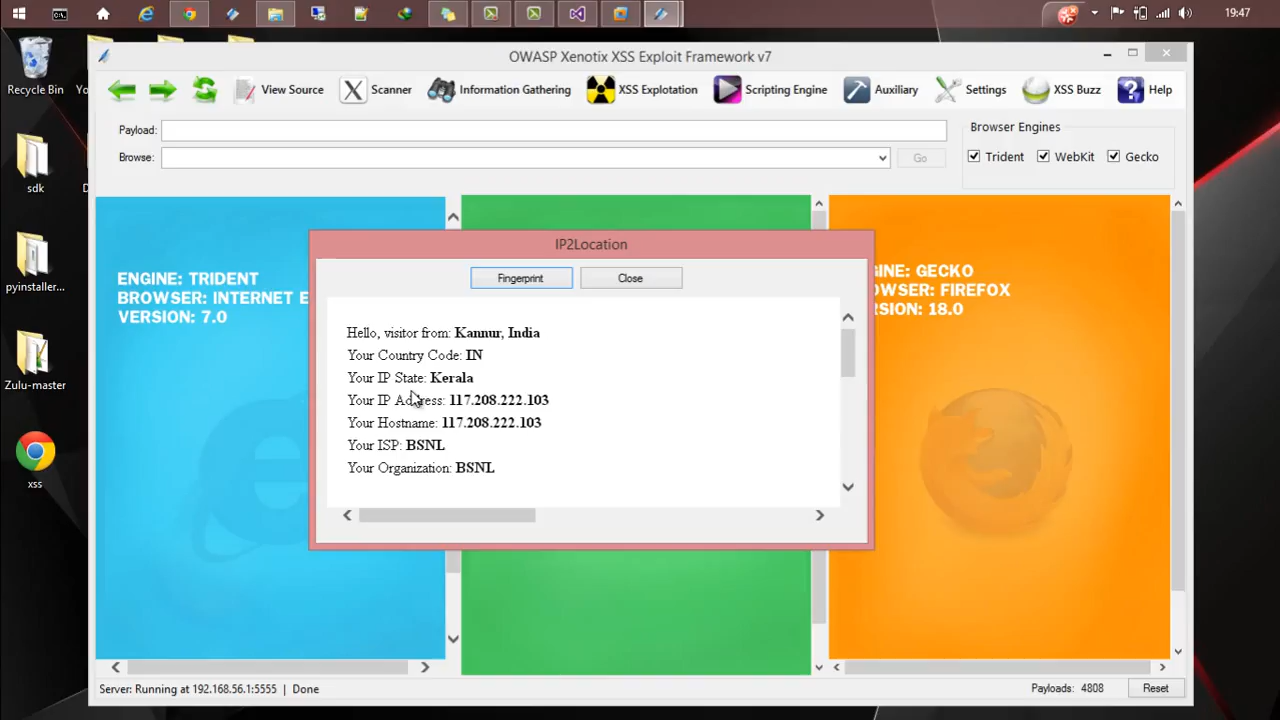 19:47
Recycle Bin
Yo
sdk
D
pyinstaller...
Zulu-master
xss
OWASP Xenotix XSS Exploit Framework v7
View Source
Scanner
Information Gathering
XSS Explotation
Scripting Engine
Auxiliary
Settings
XSS Buzz
Help
Payload:
Browse:
Go
Browser Engines
Trident
WebKit
Gecko
ENGINE: TRIDENT
BROWSER: INTERNET E
VERSION: 7.0
GINE: GECKO
OWSER: FIREFOX
RSION: 18.0
IP2Location
Fingerprint
Close
Hello, visitor from: Kannur, India
Your Country Code: IN
Your IP State: Kerala
Your IP Address: 117.208.222.103
Your Hostname: 117.208.222.103
Your ISP: BSNL
Your Organization: BSNL
Server: Running at 192.168.56.1:5555 | Done
Payloads: 4808
Reset